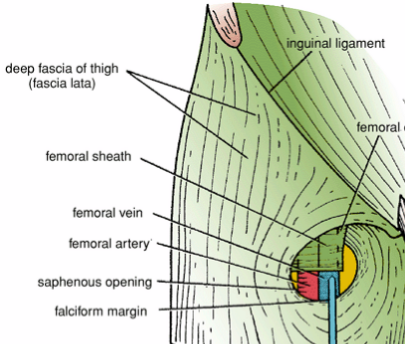 inguinal ligament
deep fascia of thigh
(fascia lata)
femoral
femoral sheath
femoral vein
femoral artery
saphenous opening
falciform margin